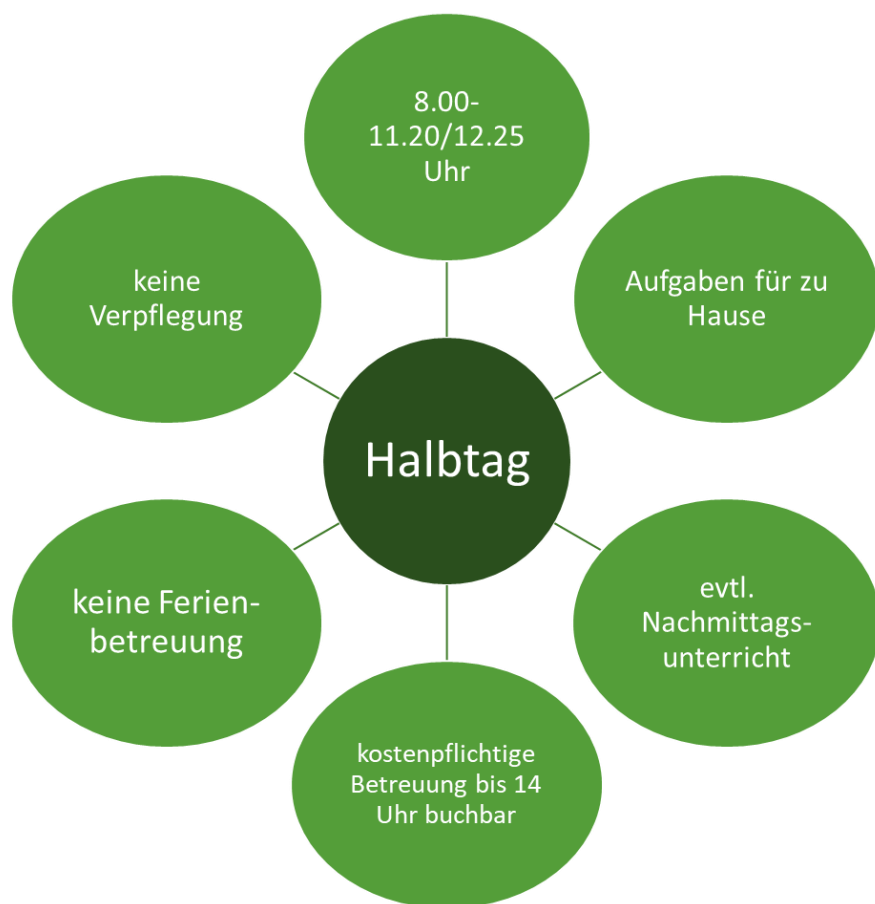 8.00-
11.20/12.25
Uhr
keine
Verpflegung
Aufgaben für zu
Hause
Halbtag
keine Ferien-
betreuung
evtl.
Nachmittags-
unterricht
kostenpflichtige
Betreuung bis 14
Uhr buchbar